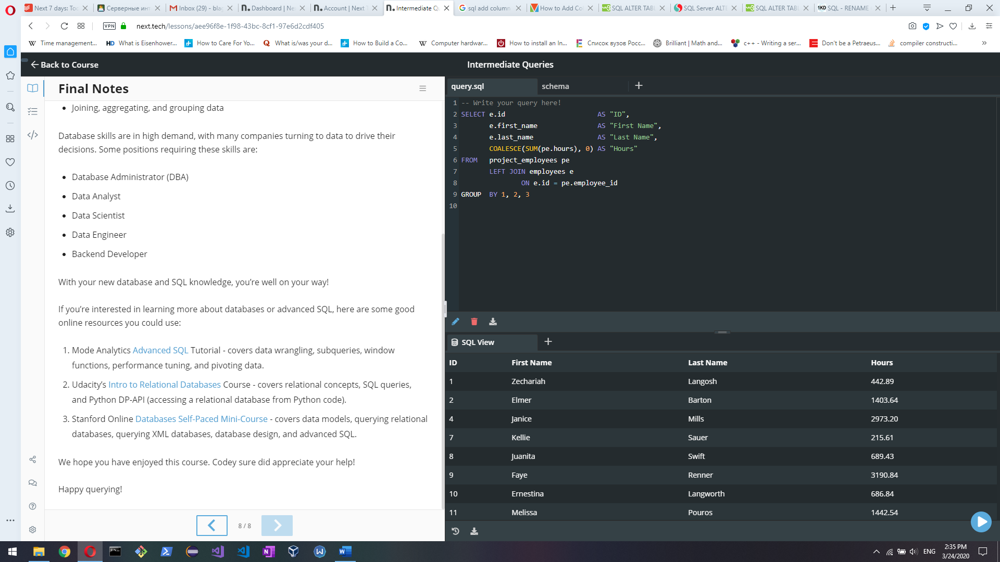 Next 7 days: Tod
Серверные инт
Inbox (29) - blac
Dashboard | Ne
Account | Next T
Intermediate Q
sql add column
How to Add Co
SQL ALTER TABL
SQL Server ALTE
SQL ALTER TABL
1KD SQL - RENAME
VPN next.tech/lessons/aee96f8e-1f98-43bc-8cf1-97e6d2cdf405
W Time management...
HD What is Eisenhower...
How to Care For Yo...
Q What is/was your d...
How to Build a Co...
W Computer hardwar...
How to install an In...
Список вузов Росс...
Brilliant | Math and...
c++ - Writing a ser...
Don't be a Petraeus...
compiler constructi...
Back to Course
Intermediate Queries
Final Notes
• Joining, aggregating, and grouping data
Database skills are in high demand, with many companies turning to data to drive their
decisions. Some positions requiring these skills are:
• Database Administrator (DBA)
• Data Analyst
• Data Scientist
• Data Engineer
• Backend Developer
With your new database and SQL knowledge, you’re well on your way!
If you’re interested in learning more about databases or advanced SQL, here are some good
online resources you could use:
1. Mode Analytics Advanced SQL Tutorial - covers data wrangling, subqueries, window
functions, performance tuning, and pivoting data.
2. Udacity’s Intro to Relational Databases Course - covers relational concepts, SQL queries,
and Python DP-API (accessing a relational database from Python code).
3. Stanford Online Databases Self-Paced Mini-Course - covers data models, querying relational
databases, querying XML databases, database design, and advanced SQL.
We hope you have enjoyed this course. Codey sure did appreciate your help!
Happy querying!
8 / 8
query.sql
schema
1 -- Write your query here!
2 SELECT e.id AS "ID",
3 e.first_name AS "First Name",
4 e.last_name AS "Last Name",
5 COALESCE(SUM(pe.hours), 0) AS "Hours"
6 FROM project_employees pe
7 LEFT JOIN employees e
8 ON e.id = pe.employee_id
9 GROUP BY 1, 2, 3
10
SQL View
ID First Name Last Name Hours
1 Zechariah Langosh 442.89
2 Elmer Barton 1403.64
4 Janice Mills 2973.20
7 Kellie Sauer 215.61
8 Juanita Swift 689.43
9 Faye Renner 3190.84
10 Ernestina Langworth 686.84
11 Melissa Pouros 1442.54
ENG
2:35 PM
3/24/2020